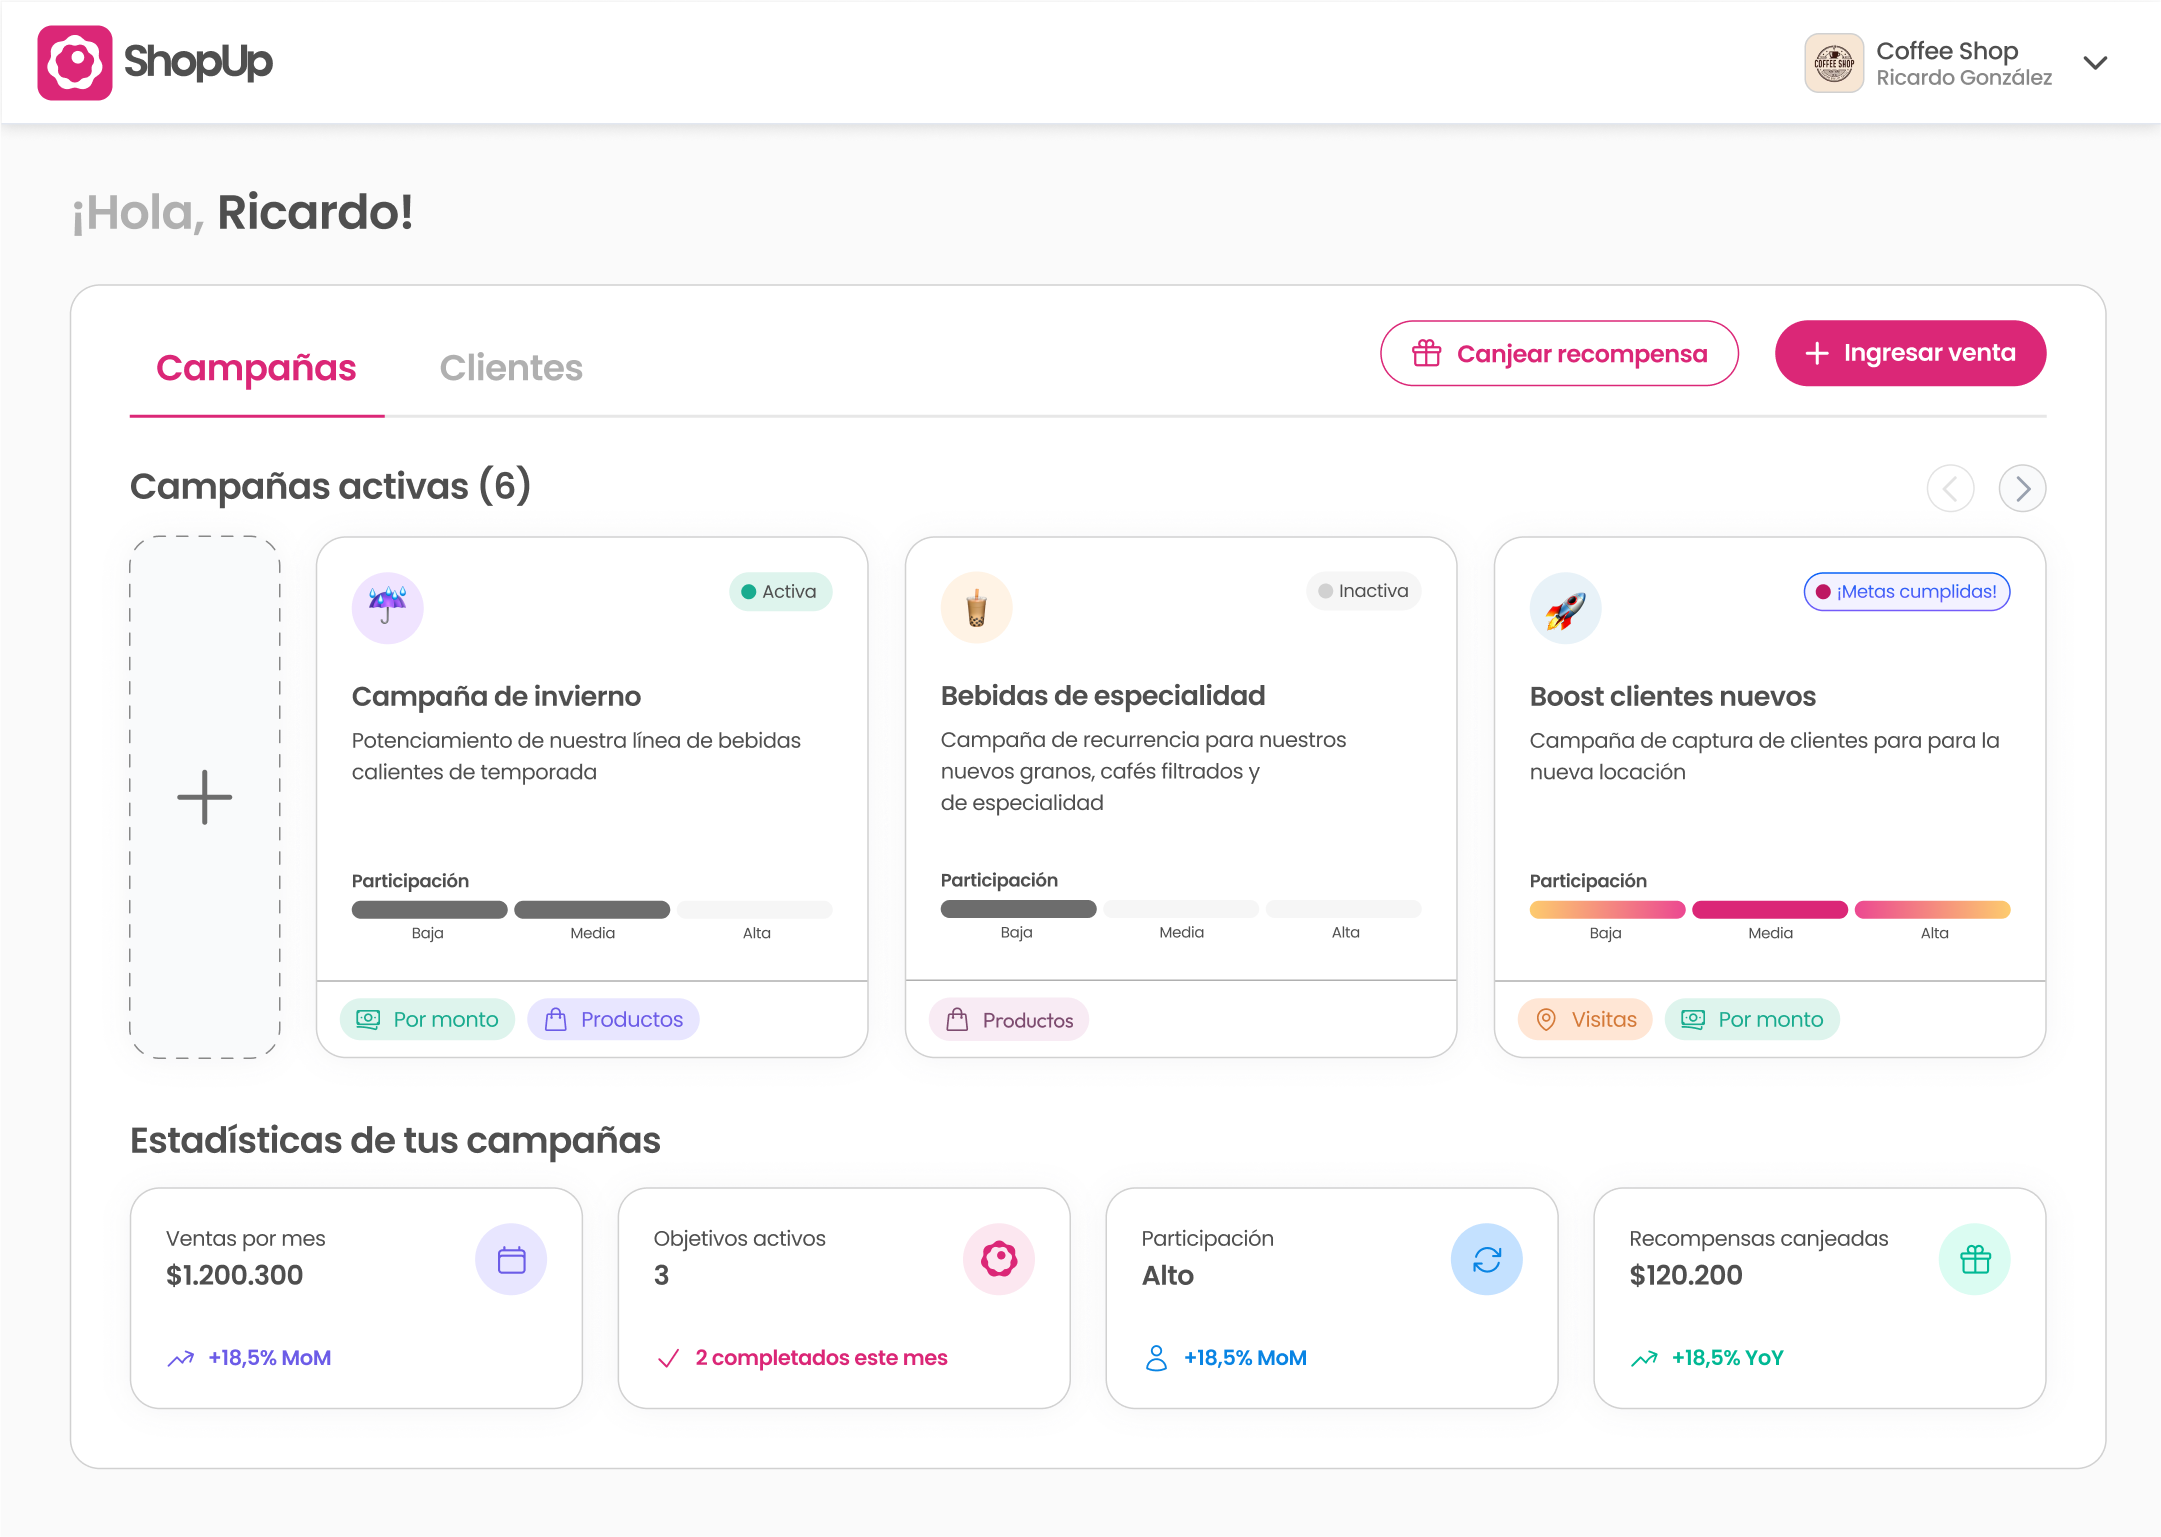 ShopUp
COFFEE SHOP
Coffee Shop
Ricardo González
¡Hola, Ricardo!
Campañas
Clientes
Canjear recompensa
Ingresar venta
Campañas activas (6)
Activa
Campaña de invierno
Potenciamiento de nuestra línea de bebidas
calientes de temporada
Participación
Baja
Media
Alta
Por monto
Productos
Inactiva
Bebidas de especialidad
Campaña de recurrencia para nuestros
nuevos granos, cafés filtrados y
de especialidad
Participación
Baja
Media
Alta
Productos
¡Metas cumplidas!
Boost clientes nuevos
Campaña de captura de clientes para para la
nueva locación
Participación
Baja
Media
Alta
Visitas
Por monto
Estadísticas de tus campañas
Ventas por mes
$1.200.300
+18,5% MoM
Objetivos activos
3
2 completados este mes
Participación
Alto
+18,5% MoM
Recompensas canjeadas
$120.200
+18,5% YoY